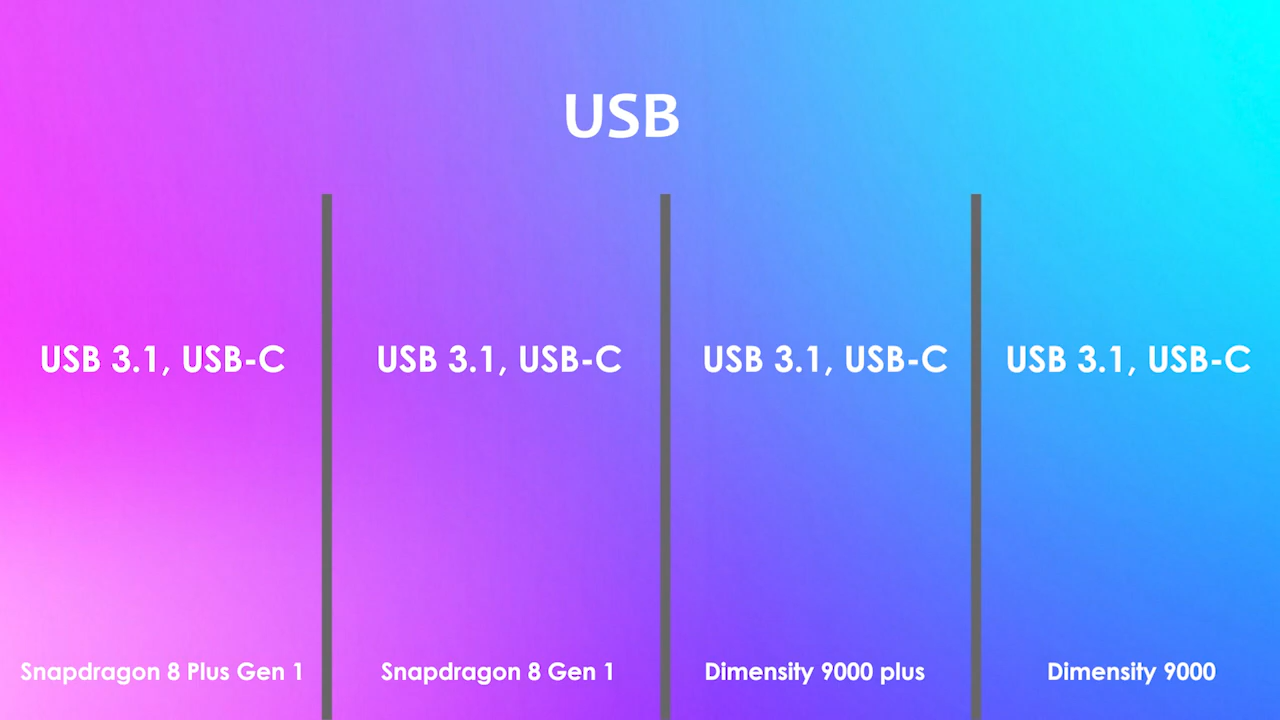 USB
USB 3.1, USB-C
USB 3.1, USB-C
USB 3.1, USB-C
USB 3.1, USB-C
Snapdragon 8 Plus Gen 1
Snapdragon 8 Gen 1
Dimensity 9000 plus
Dimensity 9000